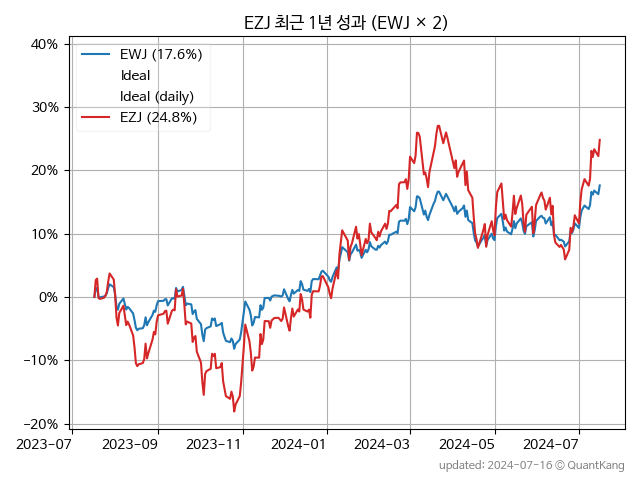 EZJ 최근 1년 성과 (EWJ × 2)
40%
30%
20%
10%
0%
−10%
−20%
EWJ (17.6%)
Ideal
Ideal (daily)
EZJ (24.8%)
2023-07
2023-09
2023-11
2024-01
2024-03
2024-05
2024-07
updated: 2024-07-16 © QuantKang